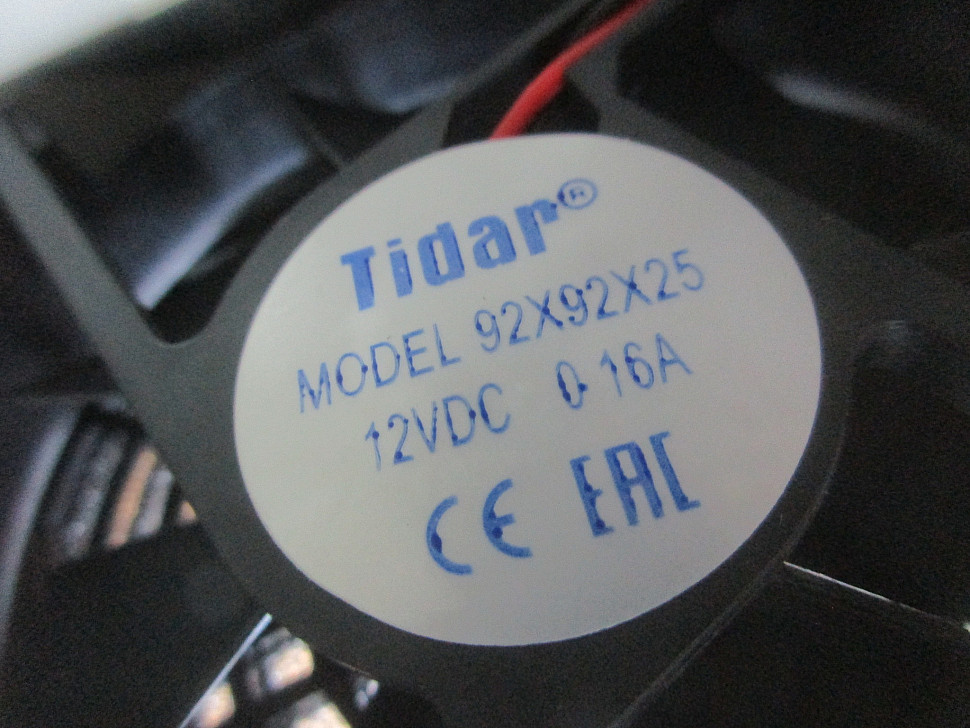 Tidar®
MODEL 92X92X25
12VDC 0.16A
CE EAC